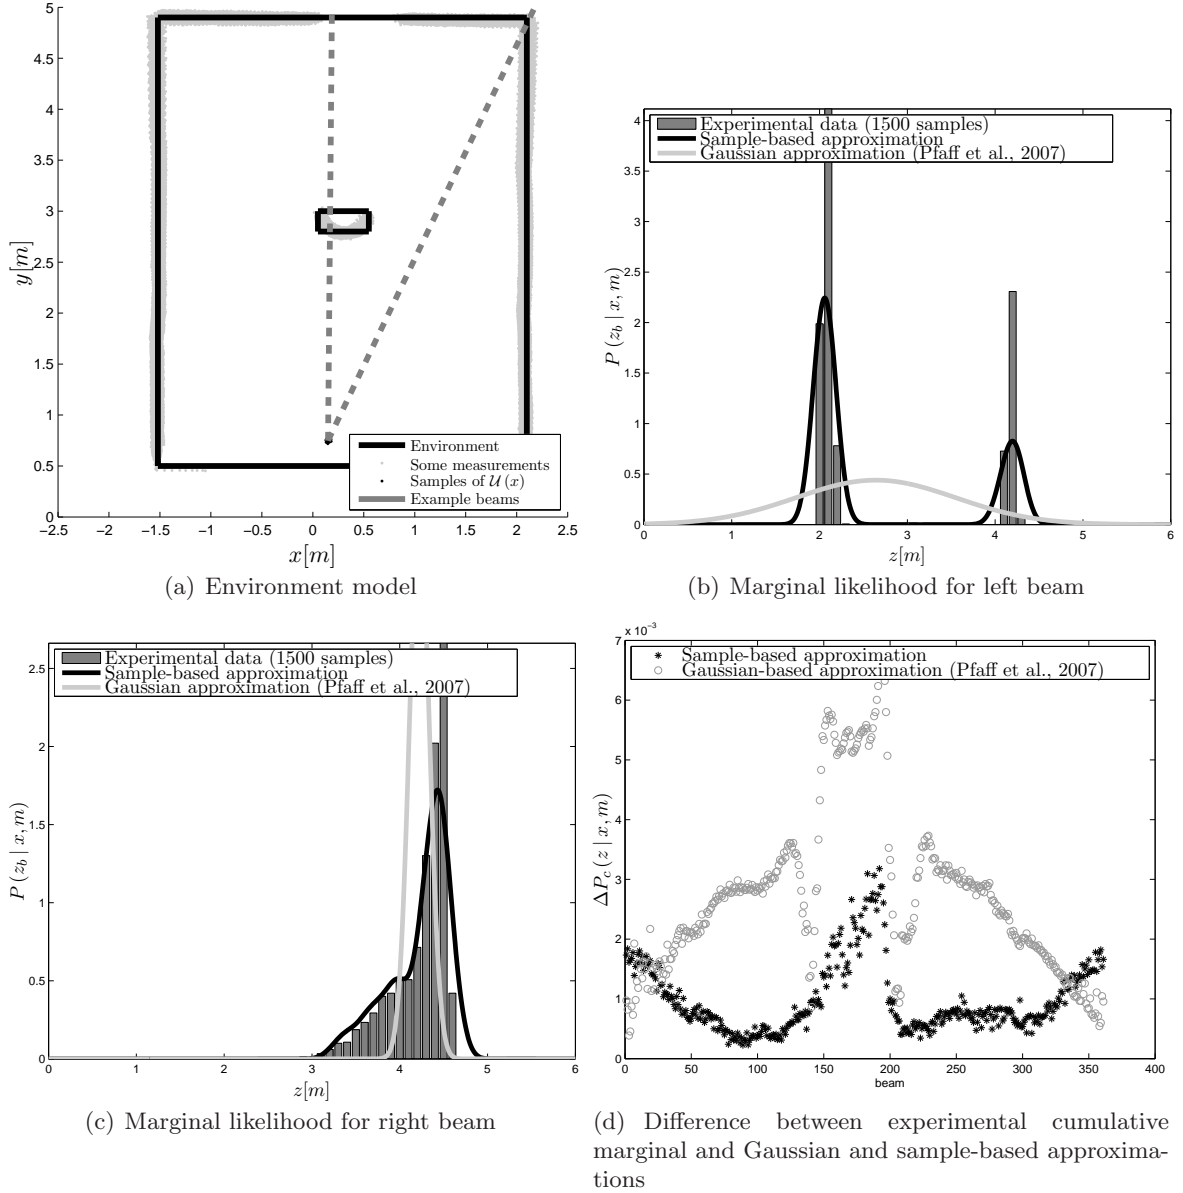 5
4.5
4
3.5
3
2.5
2
1.5
1
0.5
0
y[m]
−2.5
−2
−1.5
−1
−0.5
0
0.5
1
1.5
2
2.5
x[m]
Environment
Some measurements
Samples of U(x)
Example beams
(a) Environment model
4
3.5
3
2.5
2
1.5
1
0.5
0
P (z_b | x, m)
Experimental data (1500 samples)
Sample-based approximation
Gaussian approximation (Pfaff et al., 2007)
0
1
2
3
4
5
6
z[m]
(b) Marginal likelihood for left beam
2.5
2
1.5
1
0.5
0
P (z_b | x, m)
Experimental data (1500 samples)
Sample-based approximation
Gaussian approximation (Pfaff et al., 2007)
0
1
2
3
4
5
6
z[m]
(c) Marginal likelihood for right beam
x 10⁻³
7
6
5
4
3
2
1
0
ΔP_c (z | x, m)
Sample-based approximation
Gaussian-based approximation (Pfaff et al., 2007)
0
50
100
150
200
250
300
350
400
beam
(d) Difference between experimental cumulative
marginal and Gaussian and sample-based approxima-
tions